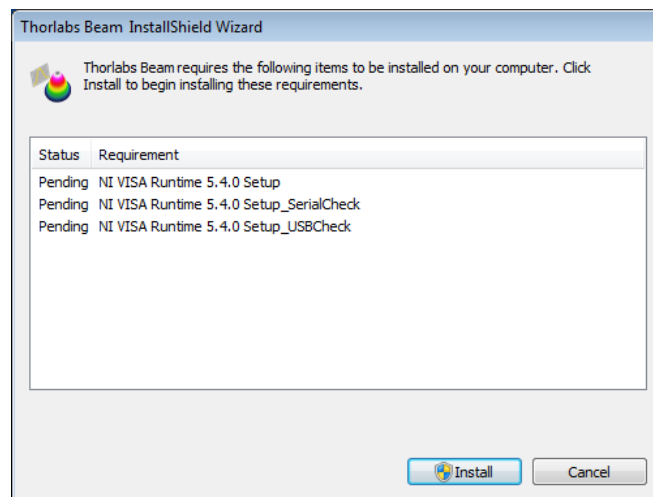 Thorlabs Beam InstallShield Wizard
Thorlabs Beam requires the following items to be installed on your computer. Click
Install to begin installing these requirements.
Status Requirement
Pending NI VISA Runtime 5.4.0 Setup
Pending NI VISA Runtime 5.4.0 Setup_SerialCheck
Pending NI VISA Runtime 5.4.0 Setup_USBCheck
Install Cancel